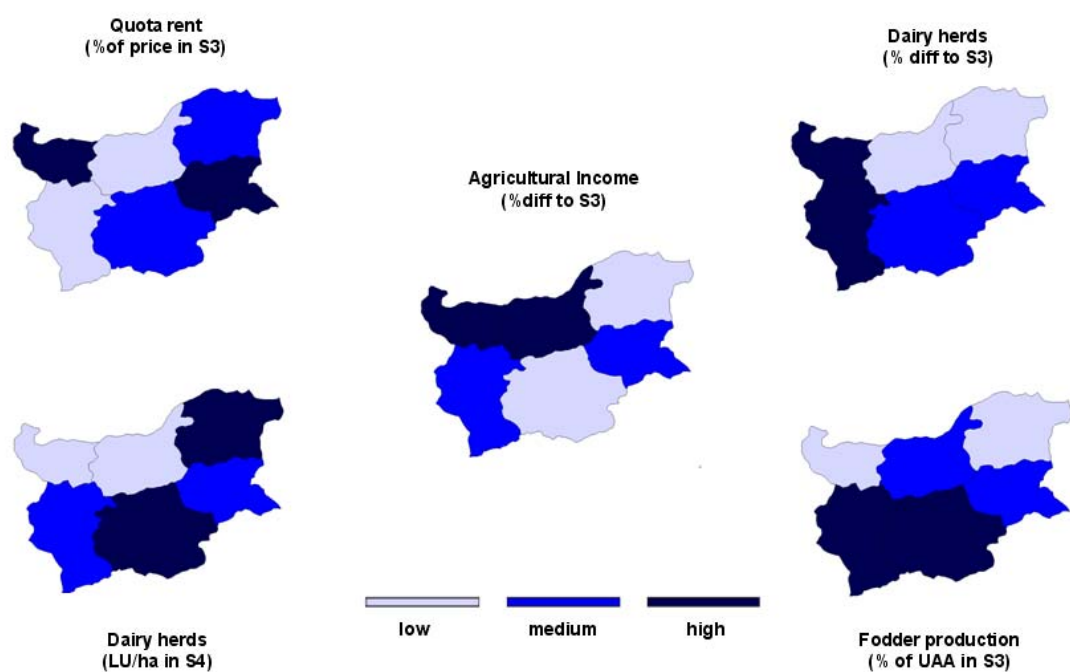 Quota rent
(%of price in S3)
Dairy herds
(% diff to S3)
Agricultural Income
(%diff to S3)
low
medium
high
Dairy herds
(LU/ha in S4)
Fodder production
(% of UAA in S3)